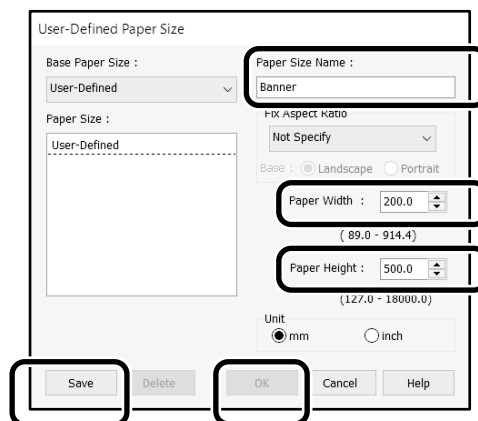 User-Defined Paper Size
Base Paper Size :
User-Defined
Paper Size Name :
Banner
Paper Size :
User-Defined
Fix Aspect Ratio
Not Specify
Base : Landscape Portrait
Paper Width : 200.0
( 89.0 - 914.4)
Paper Height : 500.0
(127.0 - 18000.0)
Unit
mm inch
Save Delete OK Cancel Help